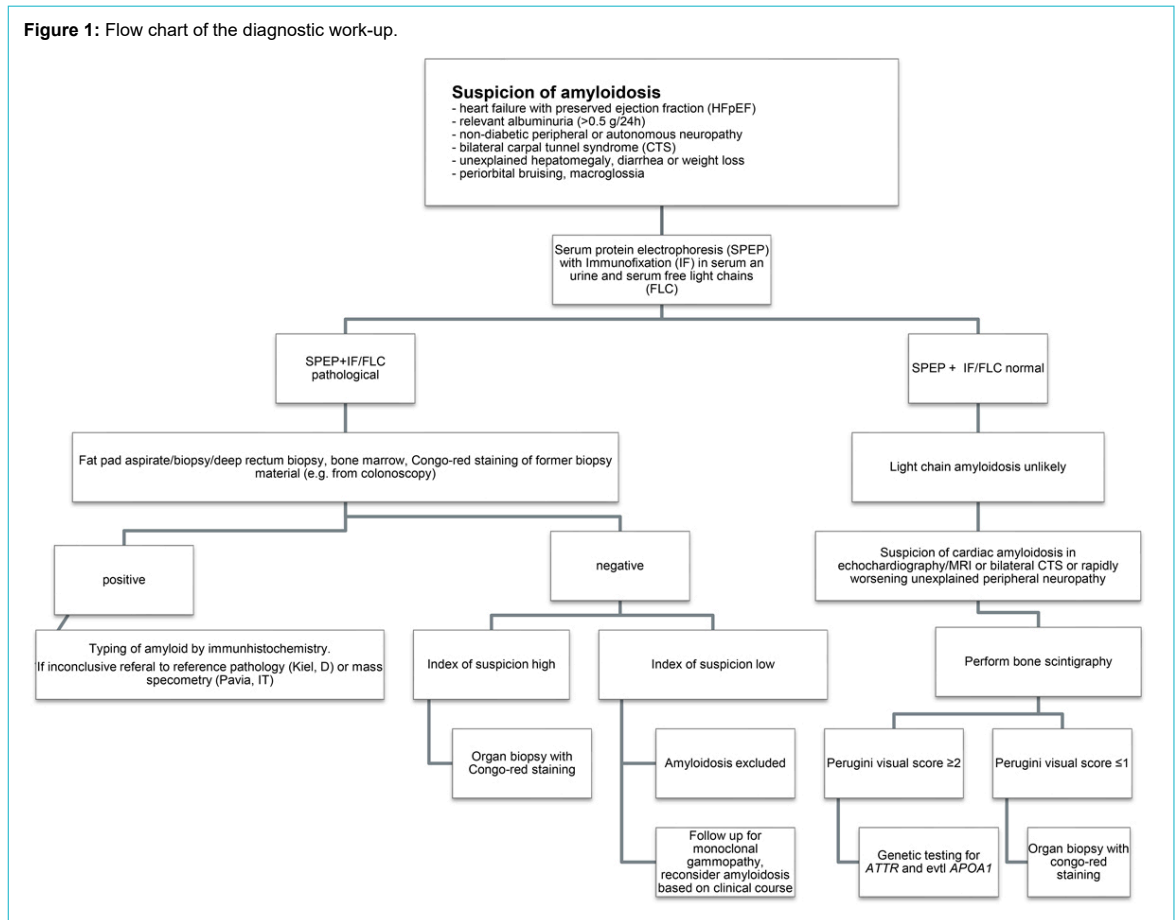 Figure 1: Flow chart of the diagnostic work-up.
Suspicion of amyloidosis
- heart failure with preserved ejection fraction (HFpEF)
- relevant albuminuria (>0.5 g/24h)
- non-diabetic peripheral or autonomous neuropathy
- bilateral carpal tunnel syndrome (CTS)
- unexplained hepatomegaly, diarrhea or weight loss
- periorbital bruising, macroglossia
Serum protein electrophoresis (SPEP)
with Immunofixation (IF) in serum an
urine and serum free light chains
(FLC)
SPEP+IF/FLC
pathological
SPEP + IF/FLC normal
Fat pad aspirate/biopsy/deep rectum biopsy, bone marrow, Congo-red staining of former biopsy
material (e.g. from colonoscopy)
Light chain amyloidosis unlikely
positive
negative
Suspicion of cardiac amyloidosis in
echochardiography/MRI or bilateral CTS or rapidly
worsening unexplained peripheral neuropathy
Typing of amyloid by immunhistochemistry.
If inconclusive referal to reference pathology (Kiel, D) or mass
specometry (Pavia, IT)
Index of suspicion high
Index of suspicion low
Perform bone scintigraphy
Organ biopsy with
Congo-red staining
Amyloidosis excluded
Perugini visual score ≥2
Perugini visual score ≤1
Follow up for
monoclonal
gammopathy,
reconsider amyloidosis
based on clinical course
Genetic testing for
ATTR and evtl APOA1
Organ biopsy with
congo-red
staining